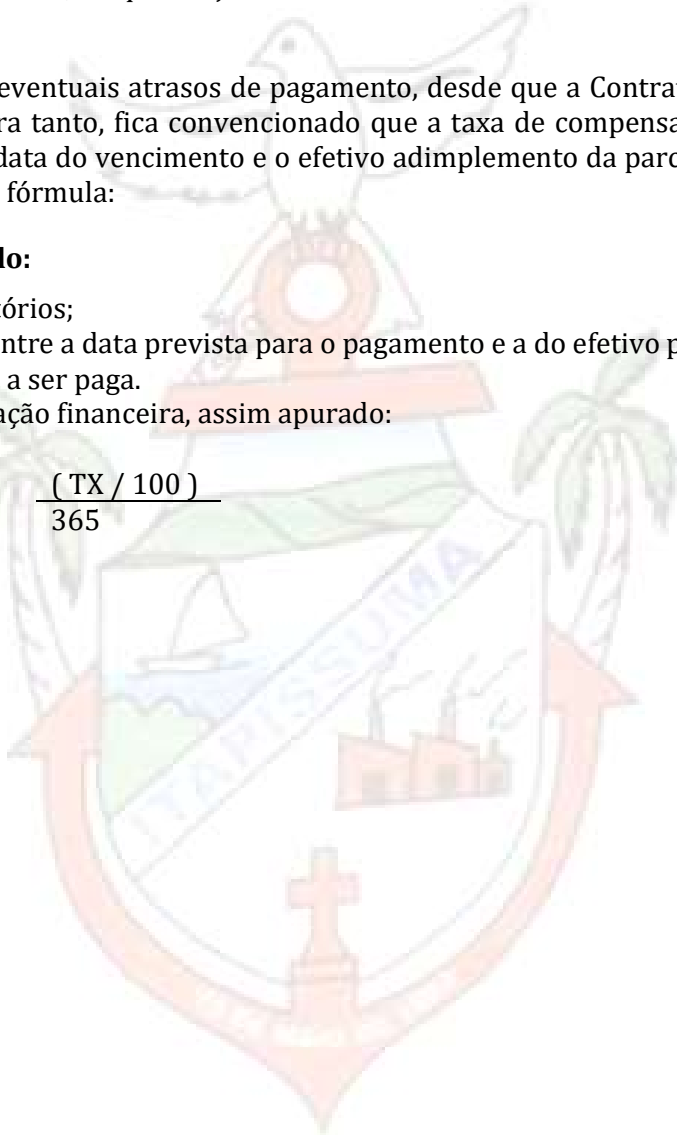 eventuais atrasos de pagamento, desde que a Contra
ra tanto, fica convencionado que a taxa de compensa
data do vencimento e o efetivo adimplemento da parc
fórmula:
do:
tórios;
ntre a data prevista para o pagamento e a do efetivo p
a ser paga.
ação financeira, assim apurado:
( TX / 100 )
365
ITAPISSUMA